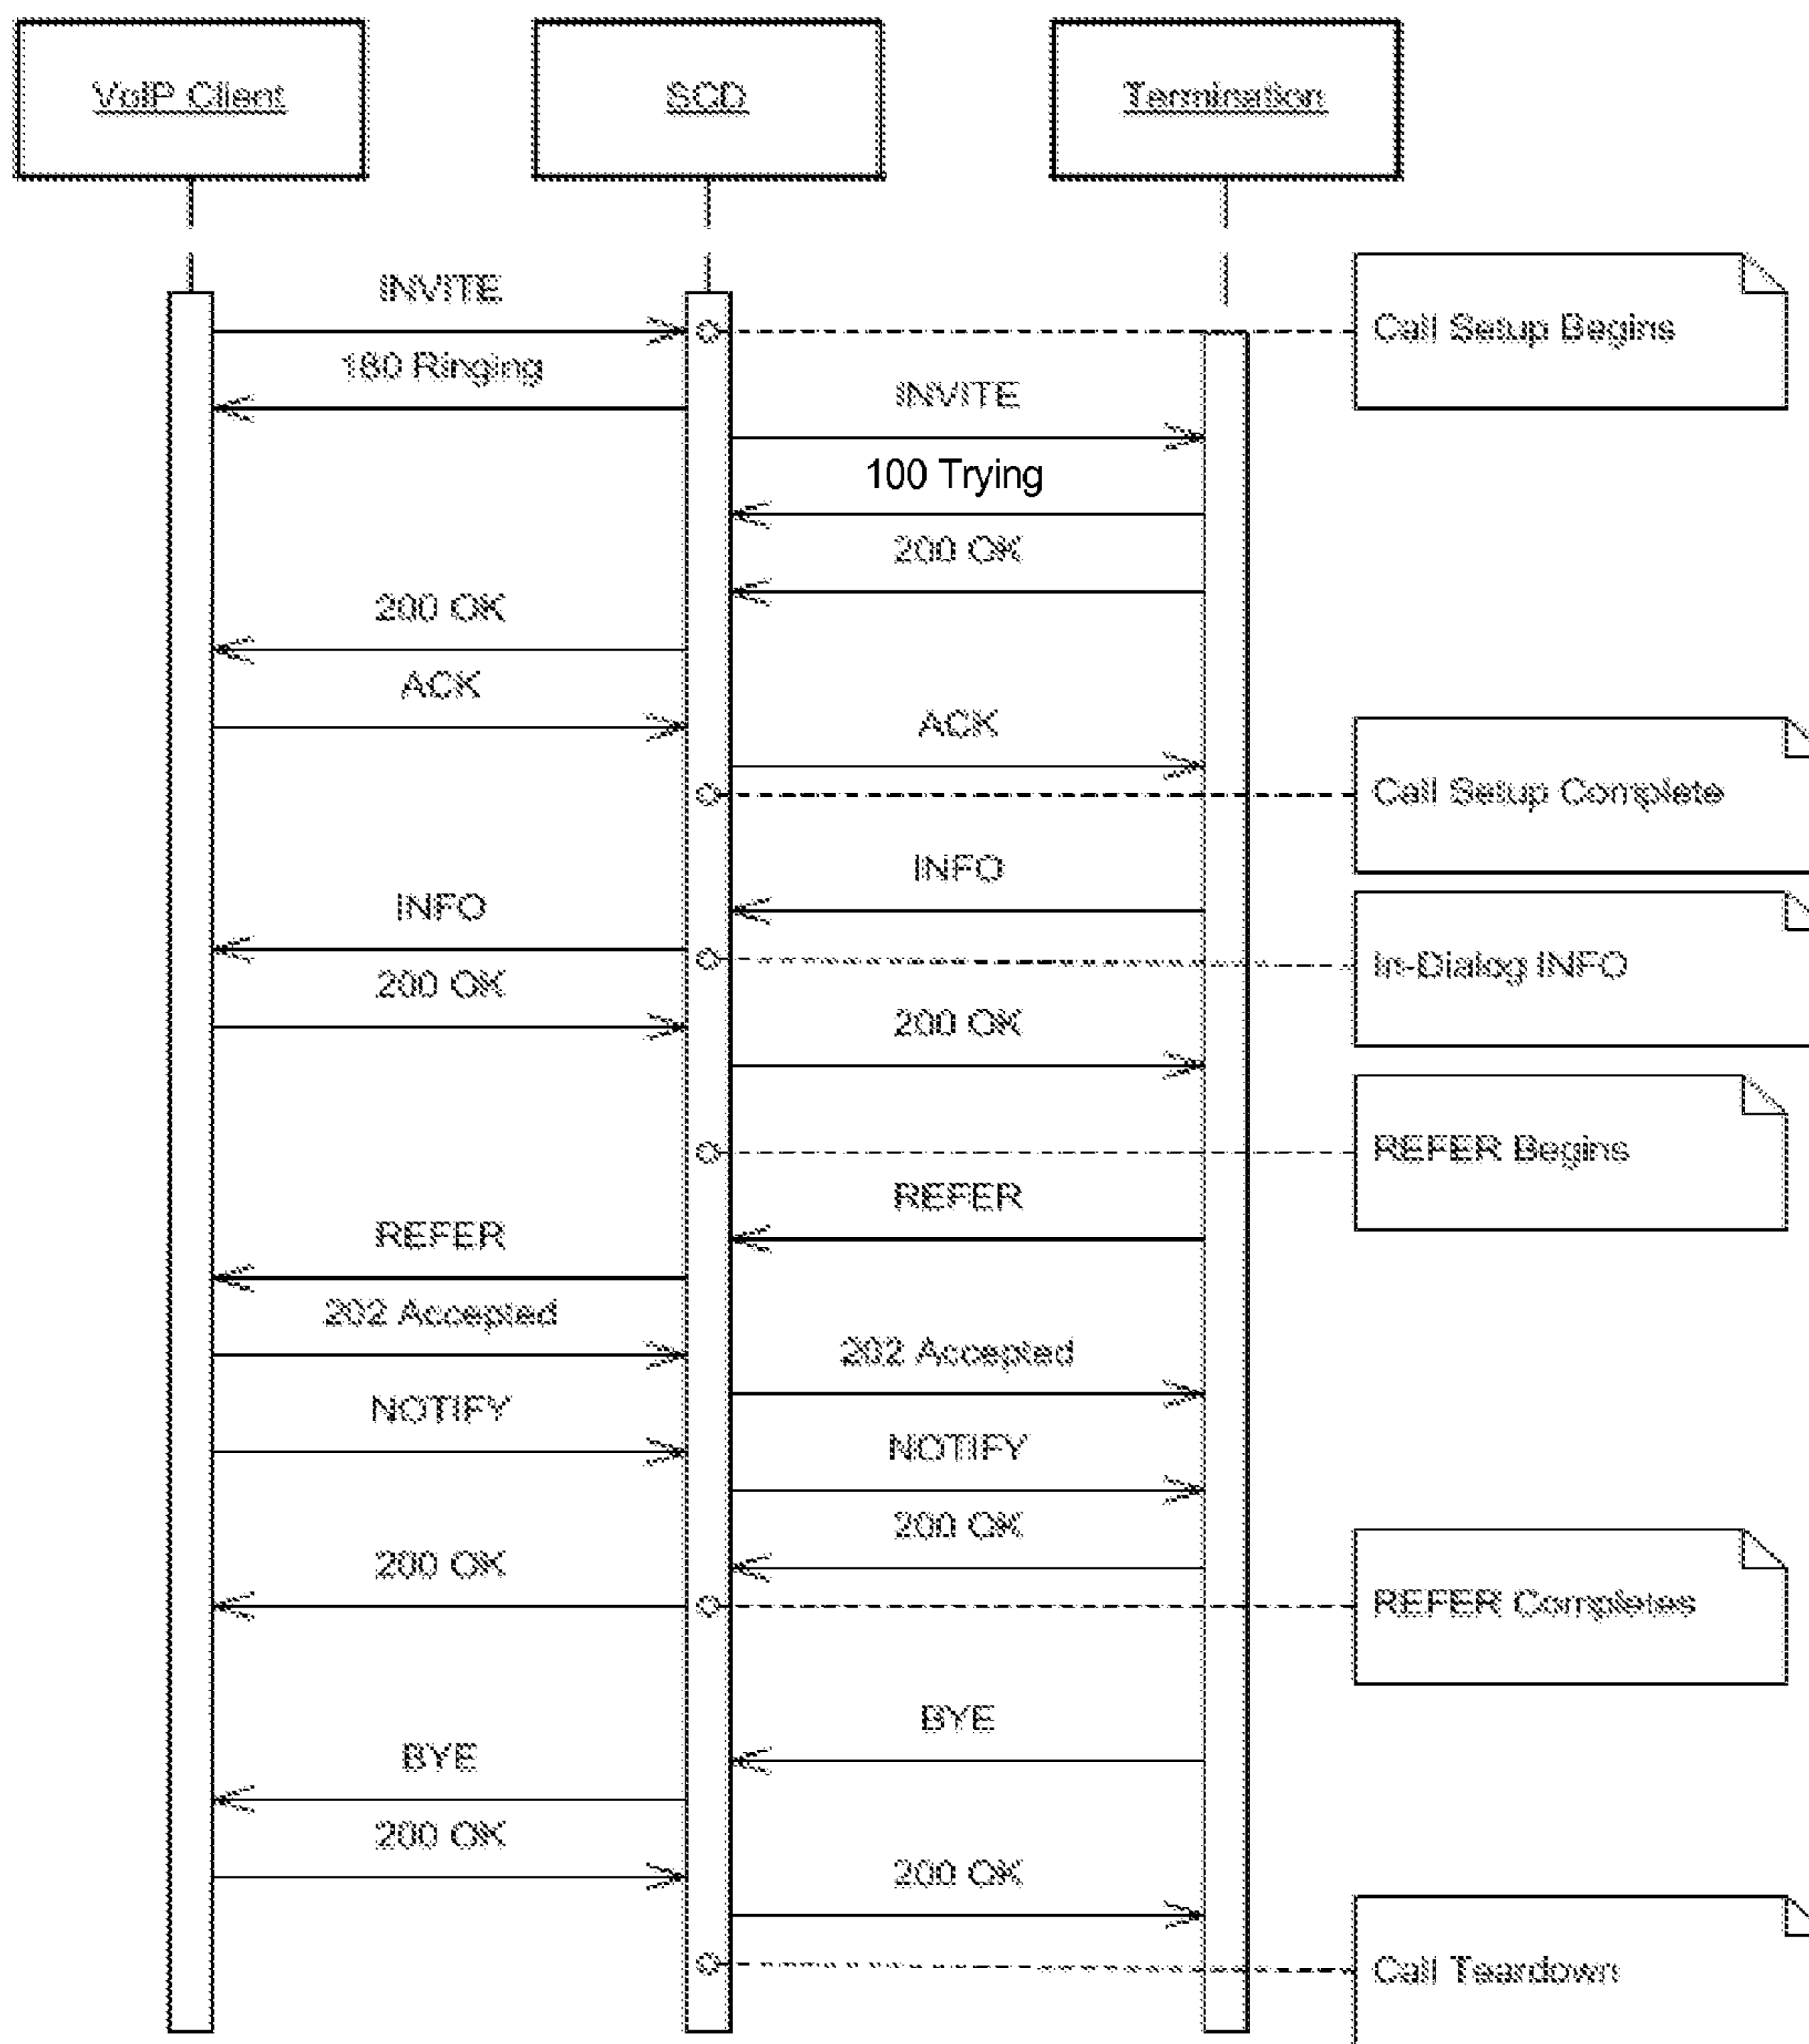 VoIP Client
SCD
Termination
INVITE
Call Setup Begins
180 Ringing
INVITE
100 Trying
200 OK
200 OK
ACK
ACK
Call Setup Complete
INFO
INFO
In-Dialog INFO
200 OK
200 OK
REFER Begins
REFER
REFER
202 Accepted
202 Accepted
NOTIFY
NOTIFY
200 OK
200 OK
REFER Completes
BYE
BYE
200 OK
200 OK
Call Teardown